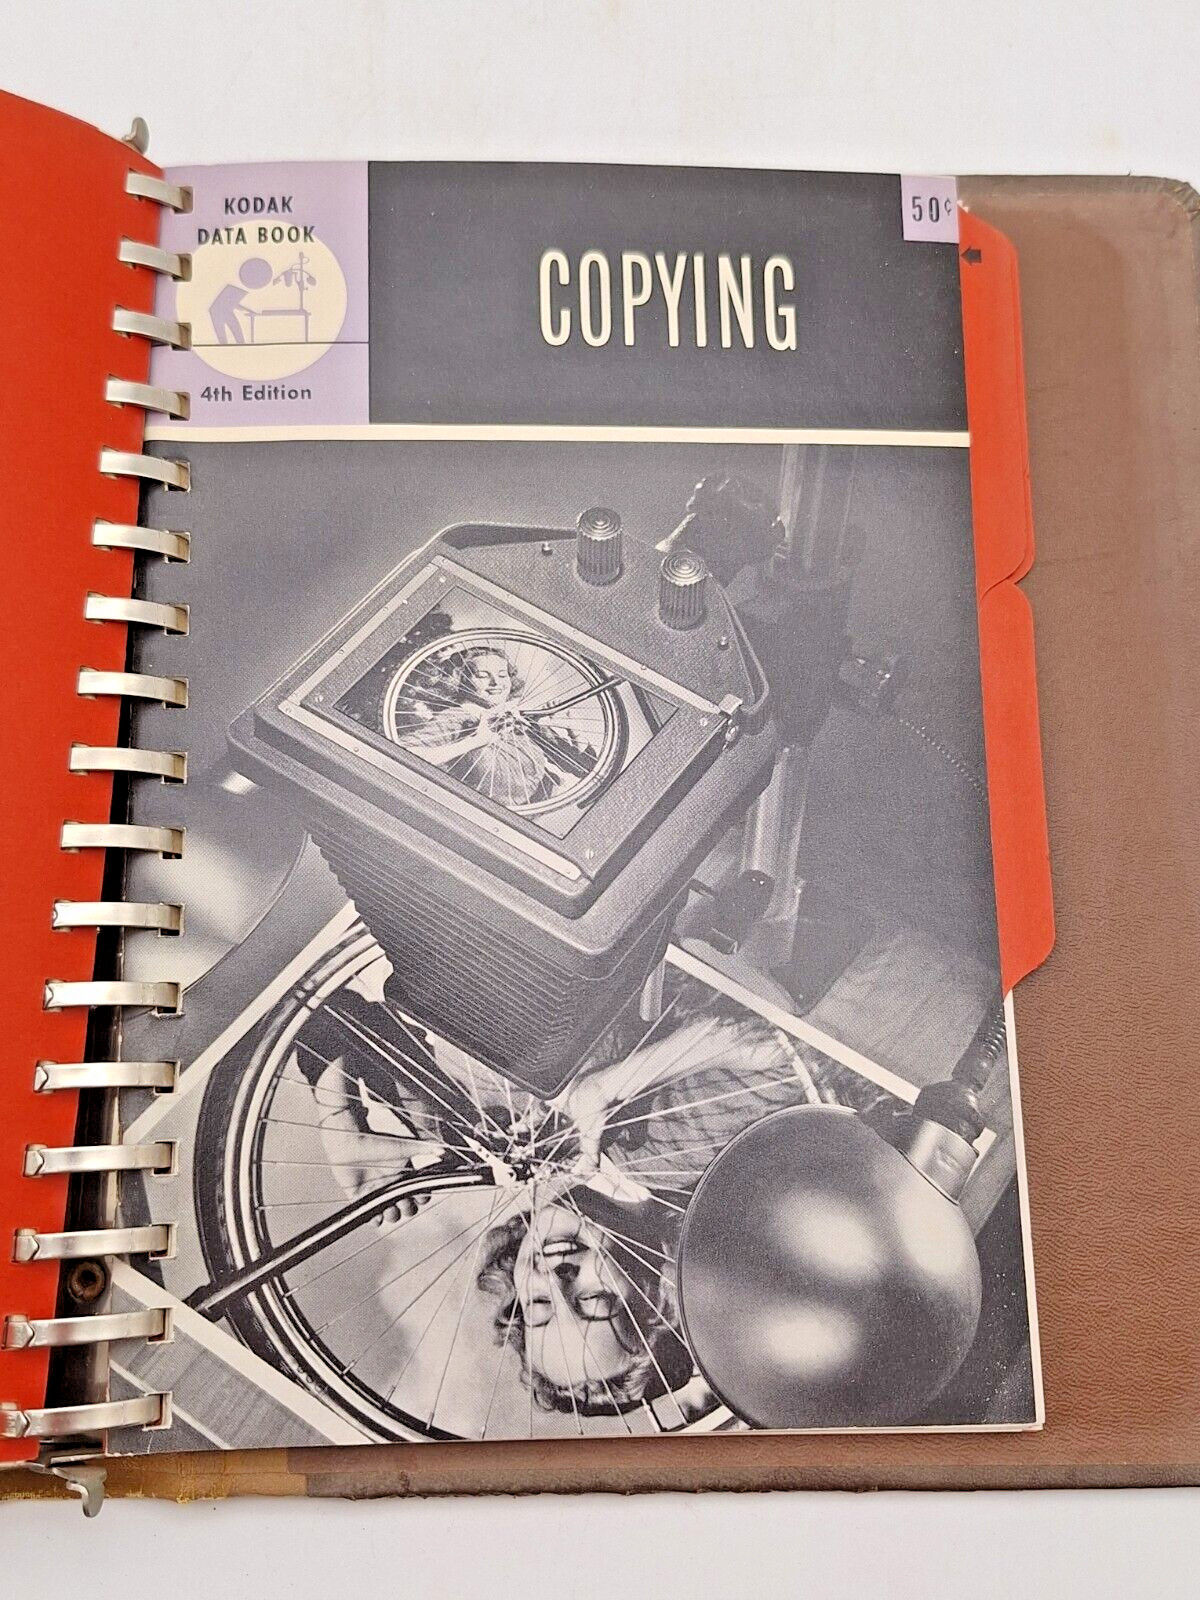 KODAK
DATA BOOK
4th Edition
COPYING
50¢